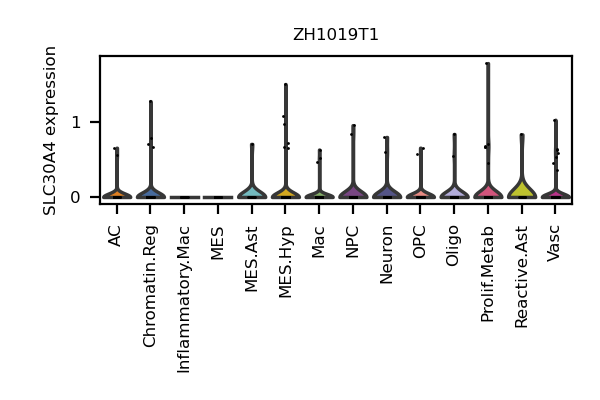 ZH1019T1
SLC30A4 expression
1
0
AC
Chromatin.Reg
Inflammatory.Mac
MES
MES.Ast
MES.Hyp
Mac
NPC
Neuron
OPC
Oligo
Prolif.Metab
Reactive.Ast
Vasc